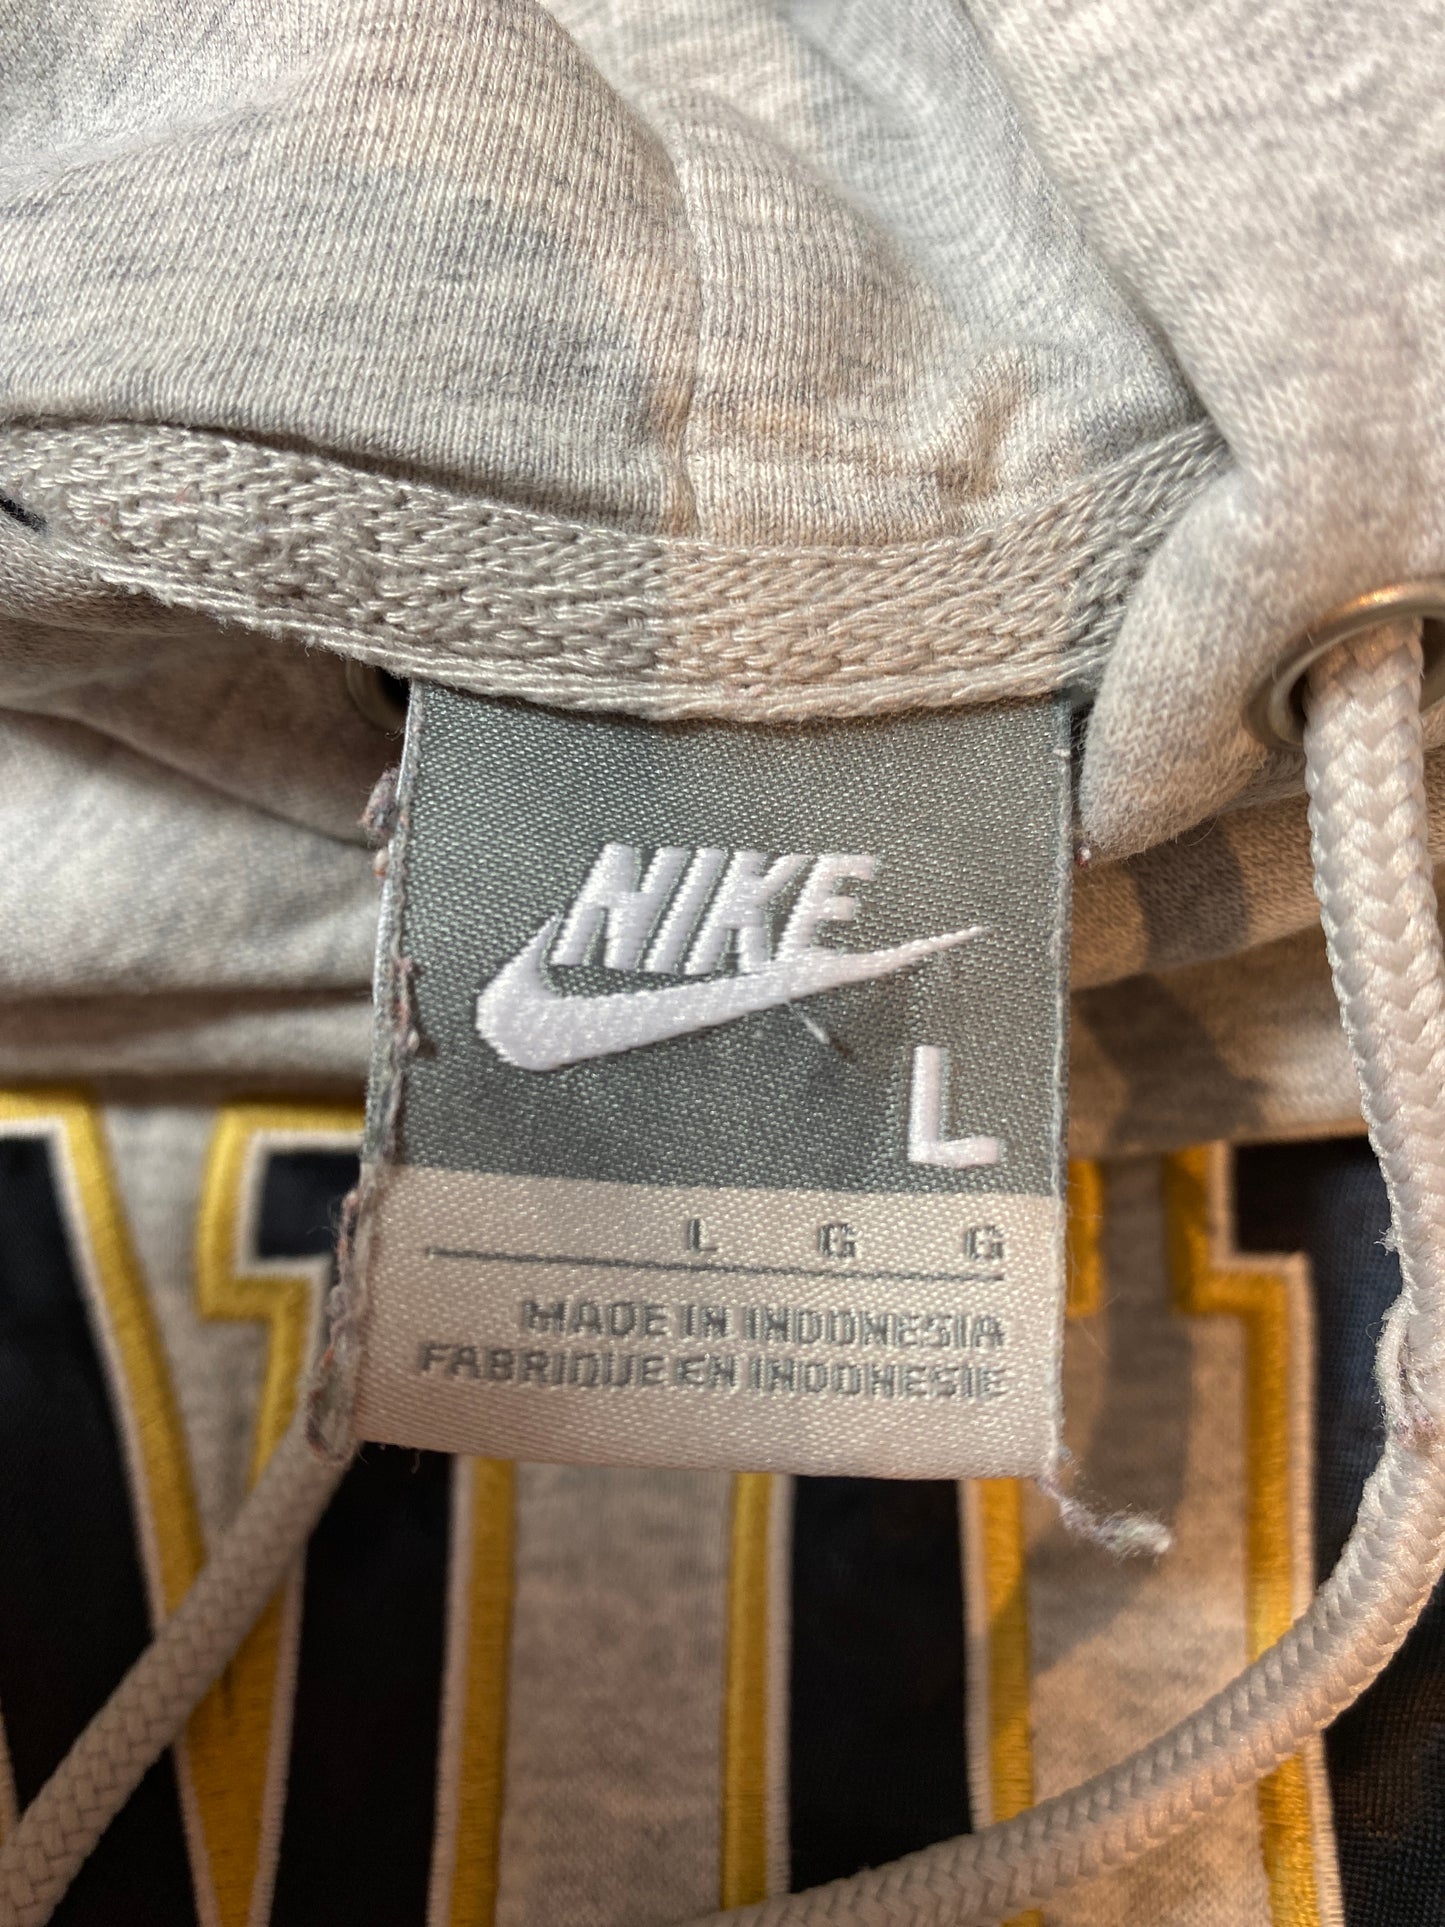 NIKE
L
L G G
MADE IN INDONESIA
FABRIQUE EN INDONESIE